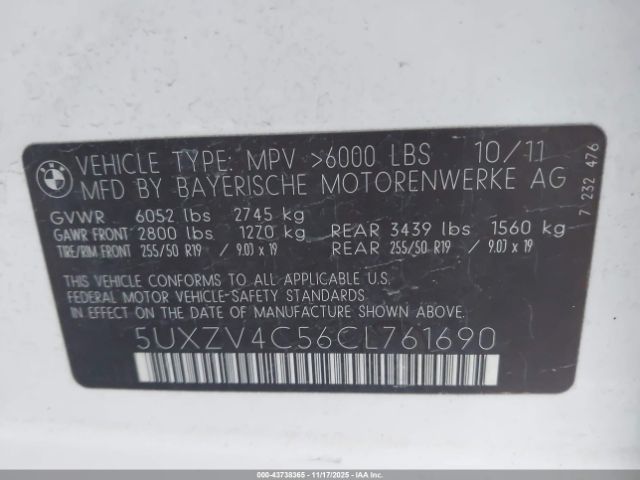 BMW
VEHICLE TYPE: MPV >6000 LBS 10/11
MFD BY BAYERISCHE MOTORENWERKE AG
GVWR 6052 lbs 2745 kg
GAWR FRONT 2800 lbs 1270 kg REAR 3439 lbs 1560 kg
TIRE/RIM FRONT 255/50 R19 / 9.0J x 19 REAR 255/50 R19 / 9.0J x 19
THIS VEHICLE CONFORMS TO ALL APPLICABLE U.S.
FEDERAL MOTOR VEHICLE-SAFETY STANDARDS
IN EFFECT ON THE DATE OF MANUFACTURE SHOWN ABOVE.
5UXZV4C56CL761690
7 232 476
000-43738365 - 11/17/2025 - IAAI.COM